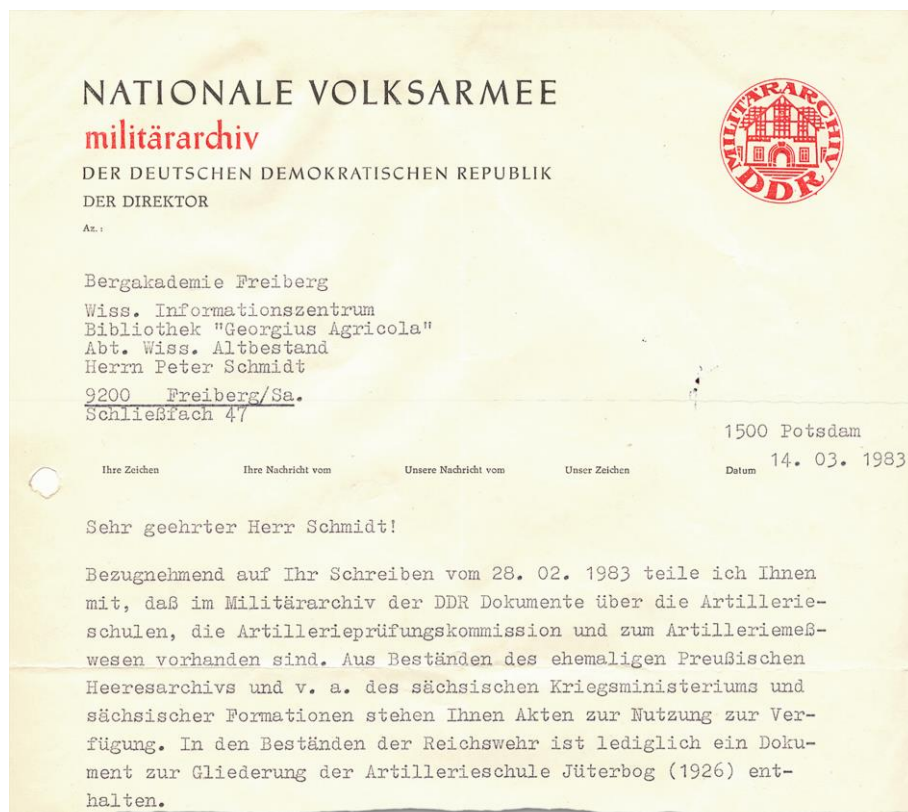 NATIONALE VOLKSARMEE
militärarchiv
DER DEUTSCHEN DEMOKRATISCHEN REPUBLIK
DER DIREKTOR
Az.:
MILITÄRARCHIV
DDR
Bergakademie Freiberg
Wiss. Informationszentrum
Bibliothek "Georgius Agricola"
Abt. Wiss. Altbestand
Herrn Peter Schmidt
9200 Freiberg/Sa.
Schließfach 47
1500 Potsdam
Ihre Zeichen Ihre Nachricht vom Unsere Nachricht vom Unser Zeichen Datum 14. 03. 1983
Sehr geehrter Herr Schmidt!
Bezugnehmend auf Ihr Schreiben vom 28. 02. 1983 teile ich Ihnen
mit, daß im Militärarchiv der DDR Dokumente über die Artillerie-
schulen, die Artillerieprüfungskommission und zum Artilleriemeß-
wesen vorhanden sind. Aus Beständen des ehemaligen Preußischen
Heeresarchivs und v. a. des sächsischen Kriegsministeriums und
sächsischer Formationen stehen Ihnen Akten zur Nutzung zur Ver-
fügung. In den Beständen der Reichswehr ist lediglich ein Doku-
ment zur Gliederung der Artillerieschule Jüterbog (1926) ent-
halten.